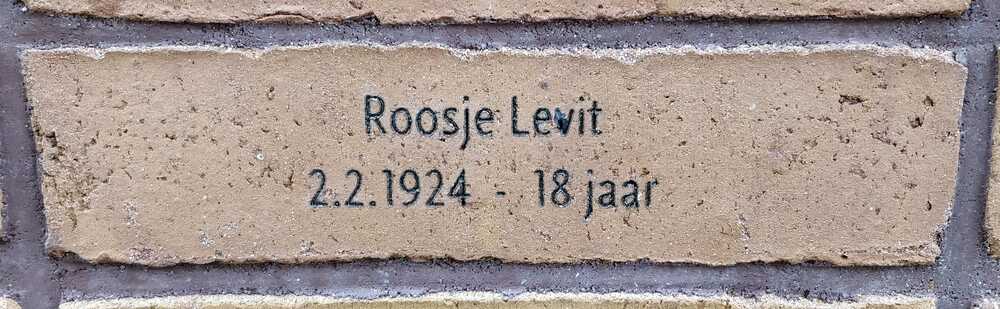 Roosje Levit
2.2.1924 - 18 jaar